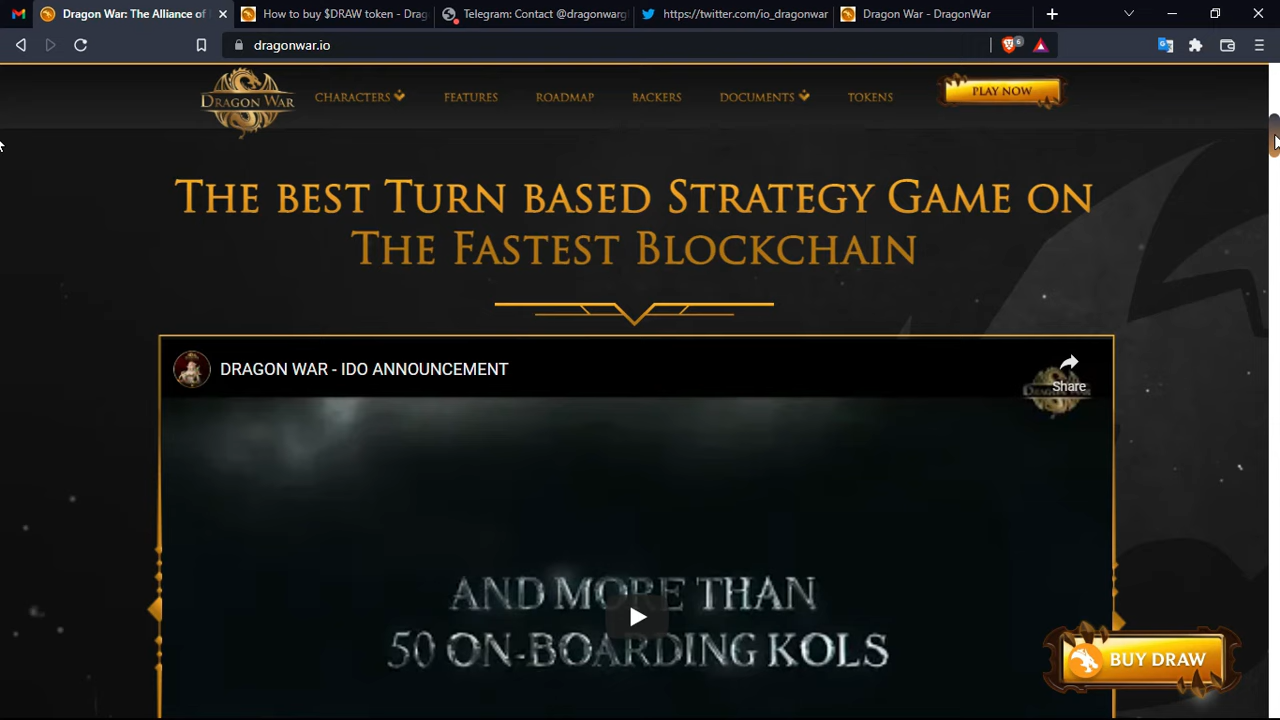 Dragon War: The Alliance of
How to buy $DRAW token - Drag
Telegram: Contact @dragonwarg
https://twitter.com/io_dragonwar
Dragon War - DragonWar
dragonwar.io
6
DRAGON WAR
CHARACTERS
FEATURES
ROADMAP
BACKERS
DOCUMENTS
TOKENS
PLAY NOW
THE BEST TURN BASED STRATEGY GAME ON
THE FASTEST BLOCKCHAIN
DRAGON WAR - IDO ANNOUNCEMENT
Share
DRAGON WAR
AND MORE THAN
50 ON-BOARDING KOLS
BUY DRAW